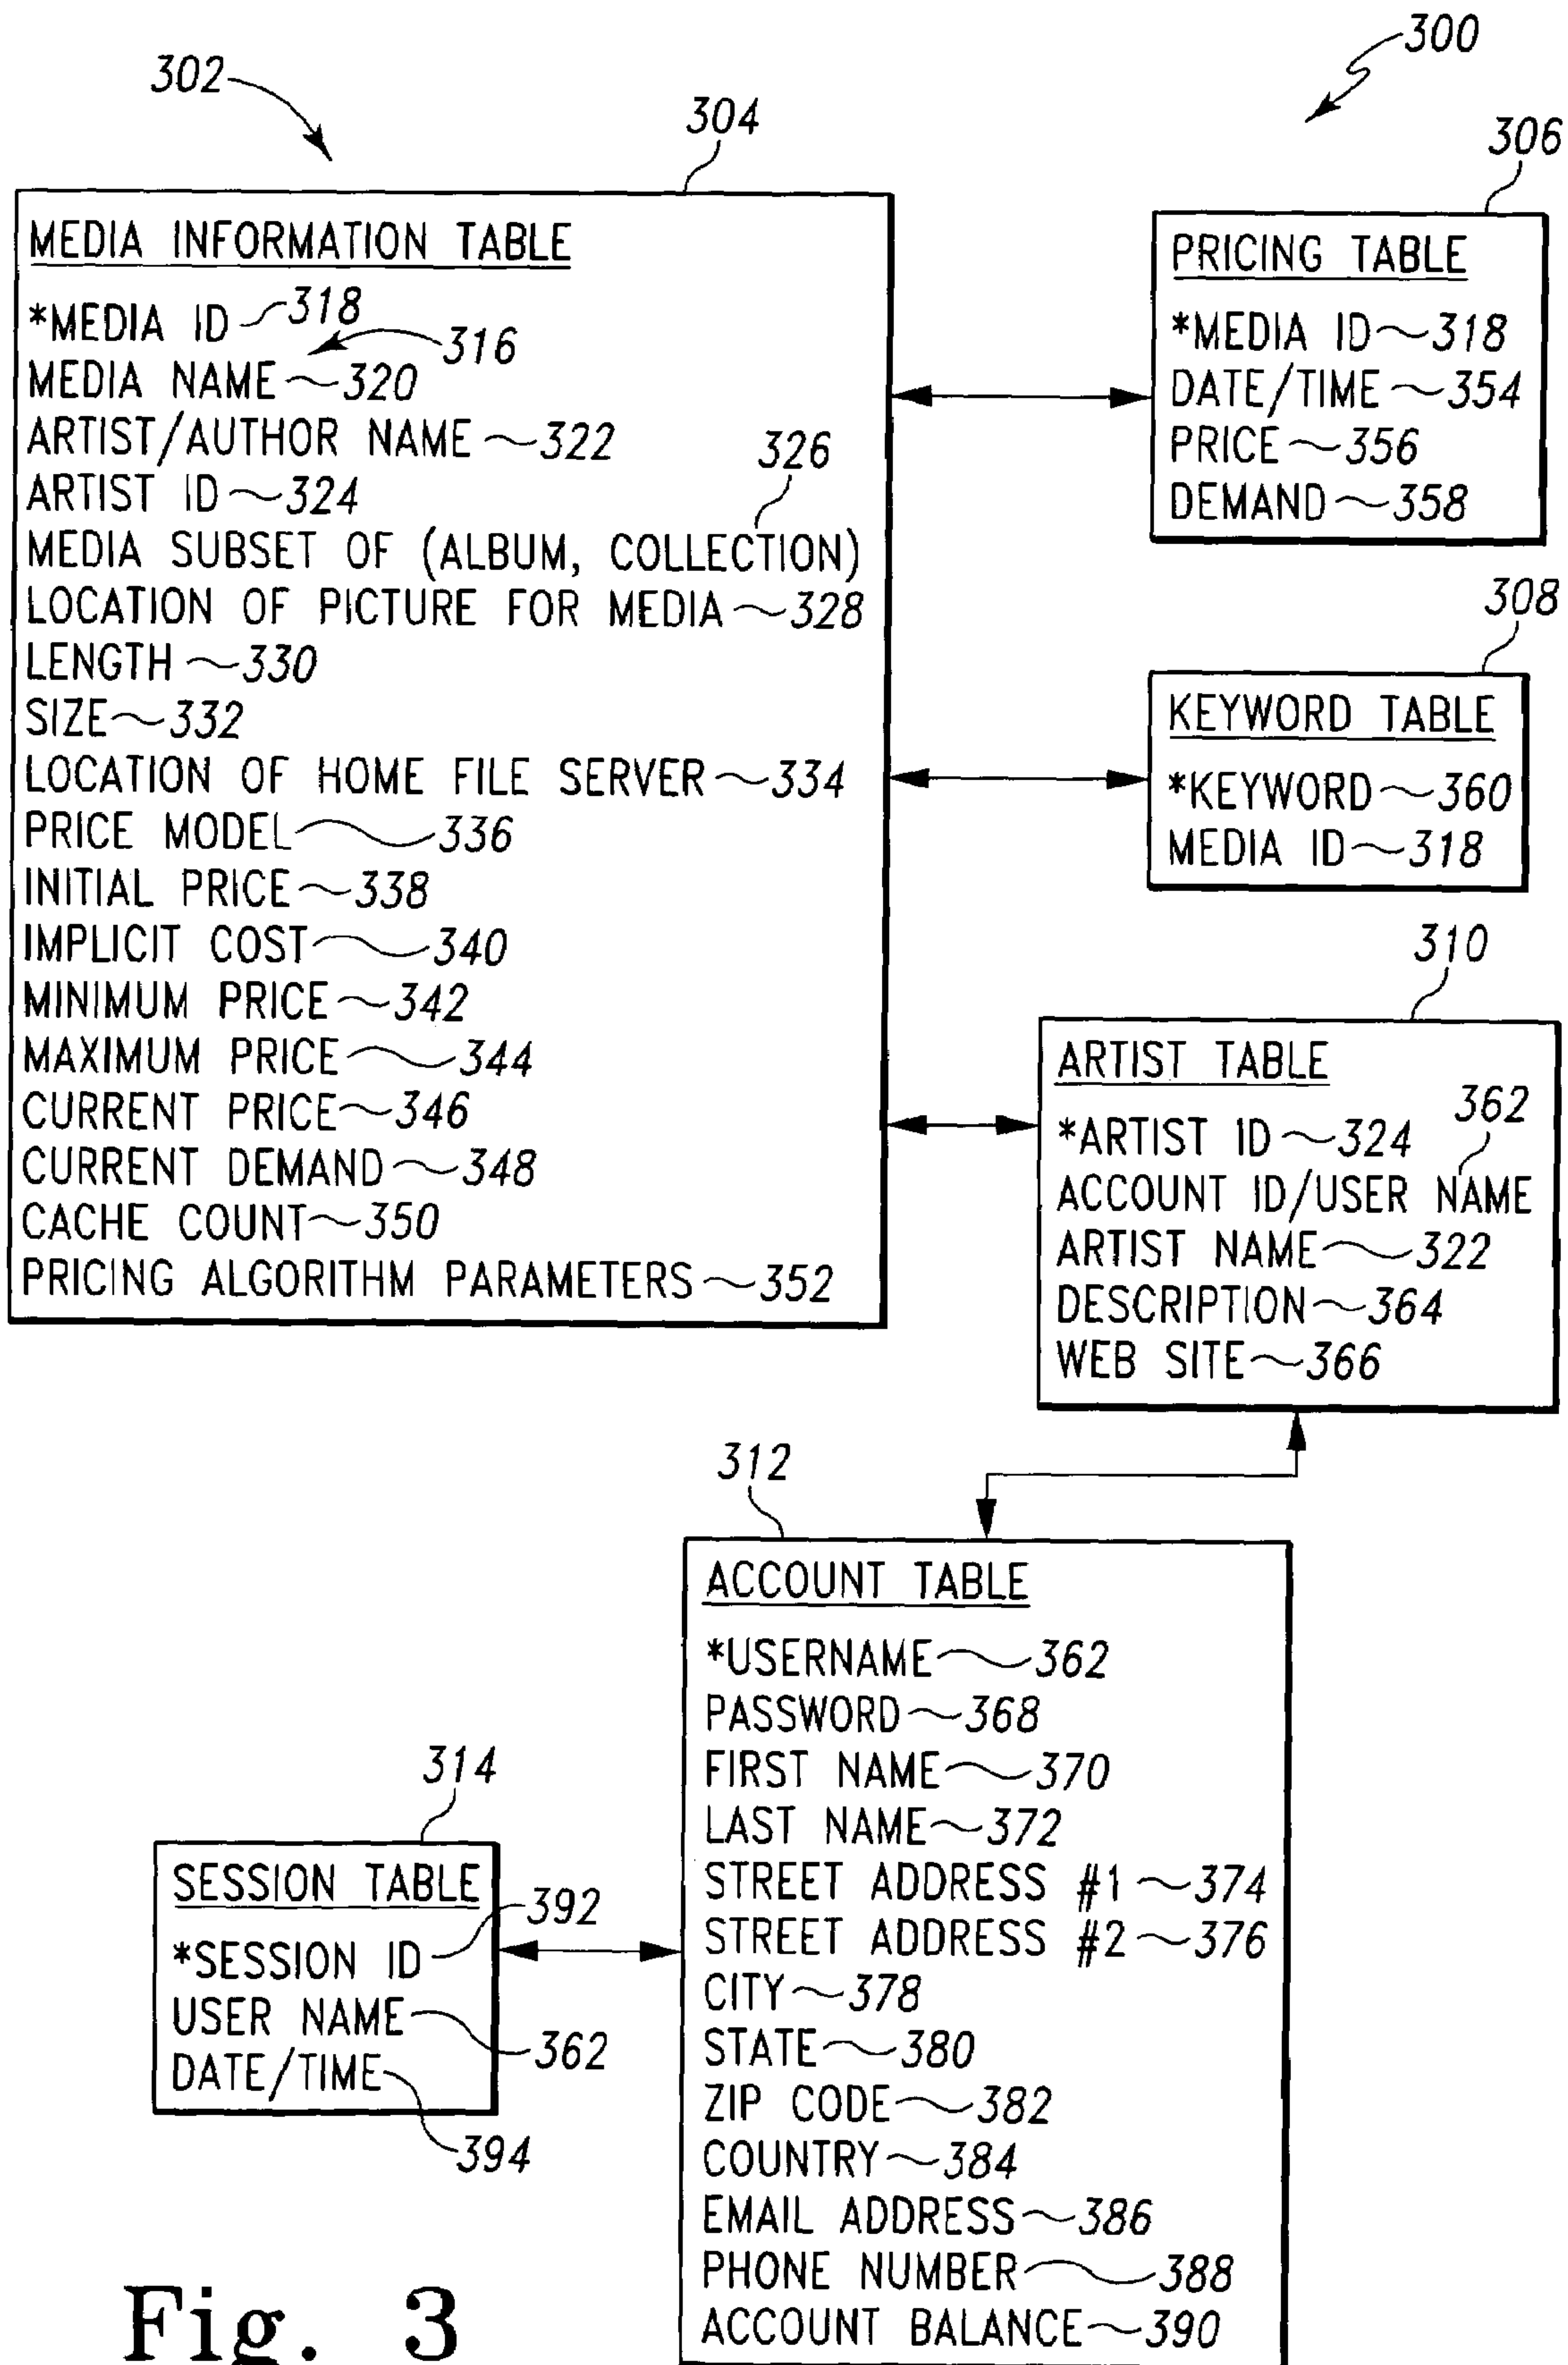 302
300
304
306
MEDIA INFORMATION TABLE
*MEDIA ID 318
316
MEDIA NAME 320
ARTIST/AUTHOR NAME 322
ARTIST ID 324
326
MEDIA SUBSET OF (ALBUM, COLLECTION)
LOCATION OF PICTURE FOR MEDIA 328
LENGTH 330
SIZE 332
LOCATION OF HOME FILE SERVER 334
PRICE MODEL 336
INITIAL PRICE 338
IMPLICIT COST 340
MINIMUM PRICE 342
MAXIMUM PRICE 344
CURRENT PRICE 346
CURRENT DEMAND 348
CACHE COUNT 350
PRICING ALGORITHM PARAMETERS 352
PRICING TABLE
*MEDIA ID 318
DATE/TIME 354
PRICE 356
DEMAND 358
308
KEYWORD TABLE
*KEYWORD 360
MEDIA ID 318
310
ARTIST TABLE
362
*ARTIST ID 324
ACCOUNT ID/USER NAME
ARTIST NAME 322
DESCRIPTION 364
WEB SITE 366
312
ACCOUNT TABLE
*USERNAME 362
PASSWORD 368
FIRST NAME 370
LAST NAME 372
STREET ADDRESS #1 374
STREET ADDRESS #2 376
CITY 378
STATE 380
ZIP CODE 382
COUNTRY 384
EMAIL ADDRESS 386
PHONE NUMBER 388
ACCOUNT BALANCE 390
314
SESSION TABLE
392
*SESSION ID
USER NAME 362
DATE/TIME
394
Fig. 3